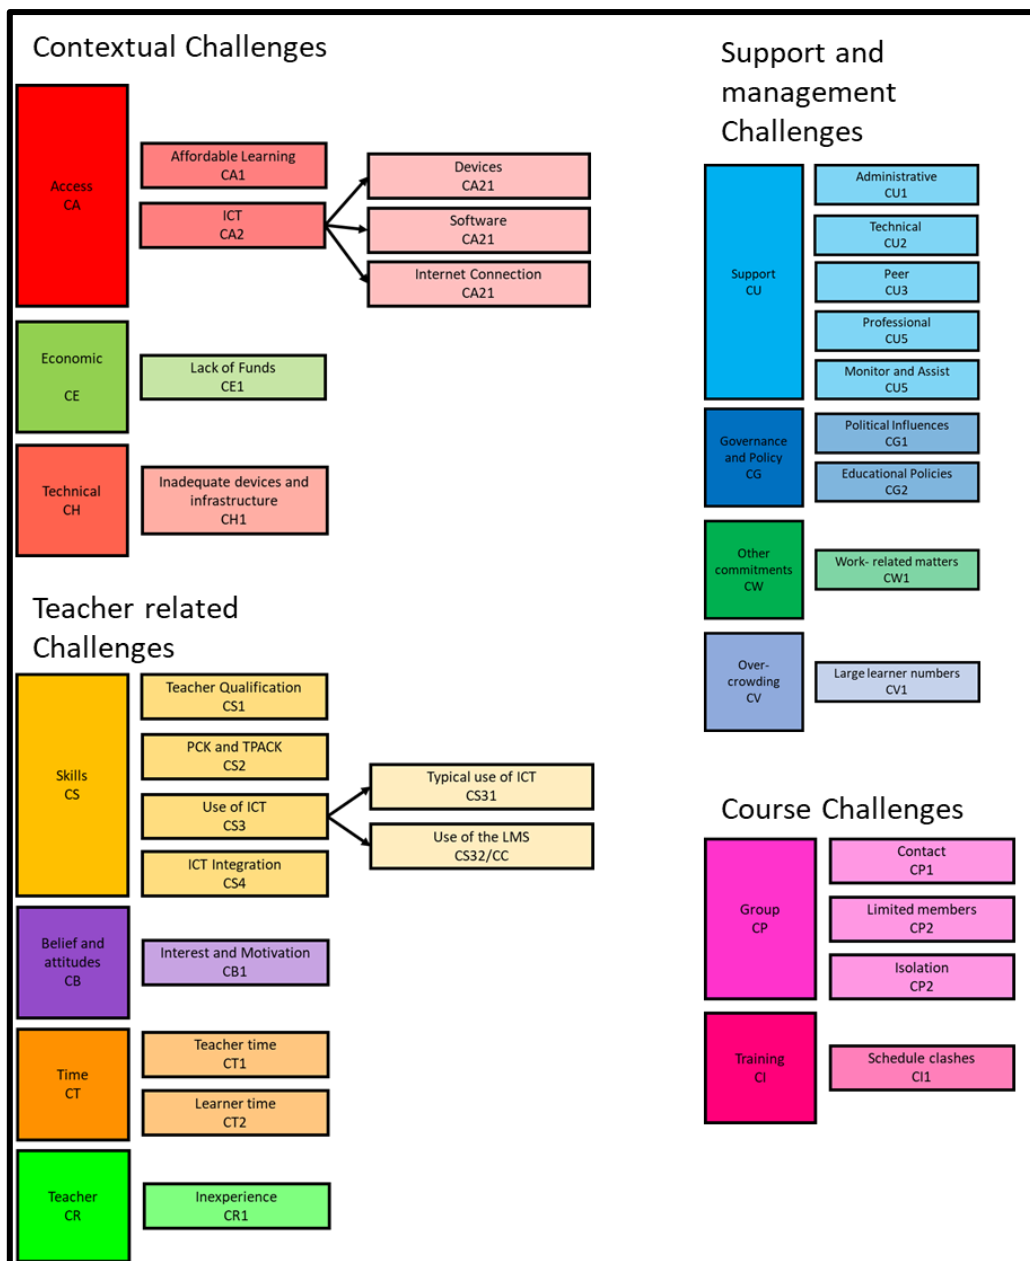 Contextual Challenges
Access
CA
Affordable Learning
CA1
ICT
CA2
Devices
CA21
Software
CA21
Internet Connection
CA21
Economic
CE
Lack of Funds
CE1
Technical
CH
Inadequate devices and
infrastructure
CH1
Teacher related
Challenges
Skills
CS
Teacher Qualification
CS1
PCK and TPACK
CS2
Use of ICT
CS3
ICT Integration
CS4
Typical use of ICT
CS31
Use of the LMS
CS32/CC
Belief and
attitudes
CB
Interest and Motivation
CB1
Time
CT
Teacher time
CT1
Learner time
CT2
Teacher
CR
Inexperience
CR1
Support and
management
Challenges
Support
CU
Administrative
CU1
Technical
CU2
Peer
CU3
Professional
CU5
Monitor and Assist
CU5
Governance
and Policy
CG
Political Influences
CG1
Educational Policies
CG2
Other
commitments
CW
Work- related matters
CW1
Over-
crowding
CV
Large learner numbers
CV1
Course Challenges
Group
CP
Contact
CP1
Limited members
CP2
Isolation
CP2
Training
CI
Schedule clashes
CI1